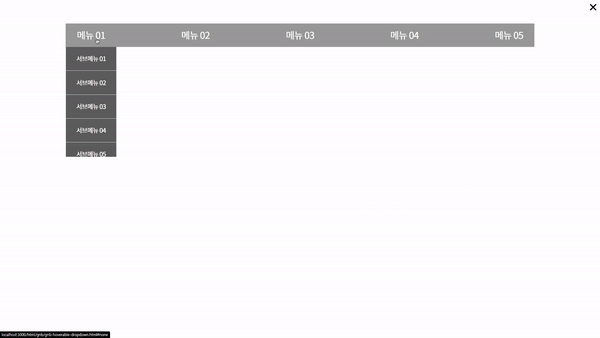 메뉴 01 메뉴 02 메뉴 03 메뉴 04 메뉴 05
서브메뉴 01
서브메뉴 02
서브메뉴 03
서브메뉴 04
서브메뉴 05
localhost:3000/html/gnb/gnb-hoverable-dropdown.html#none